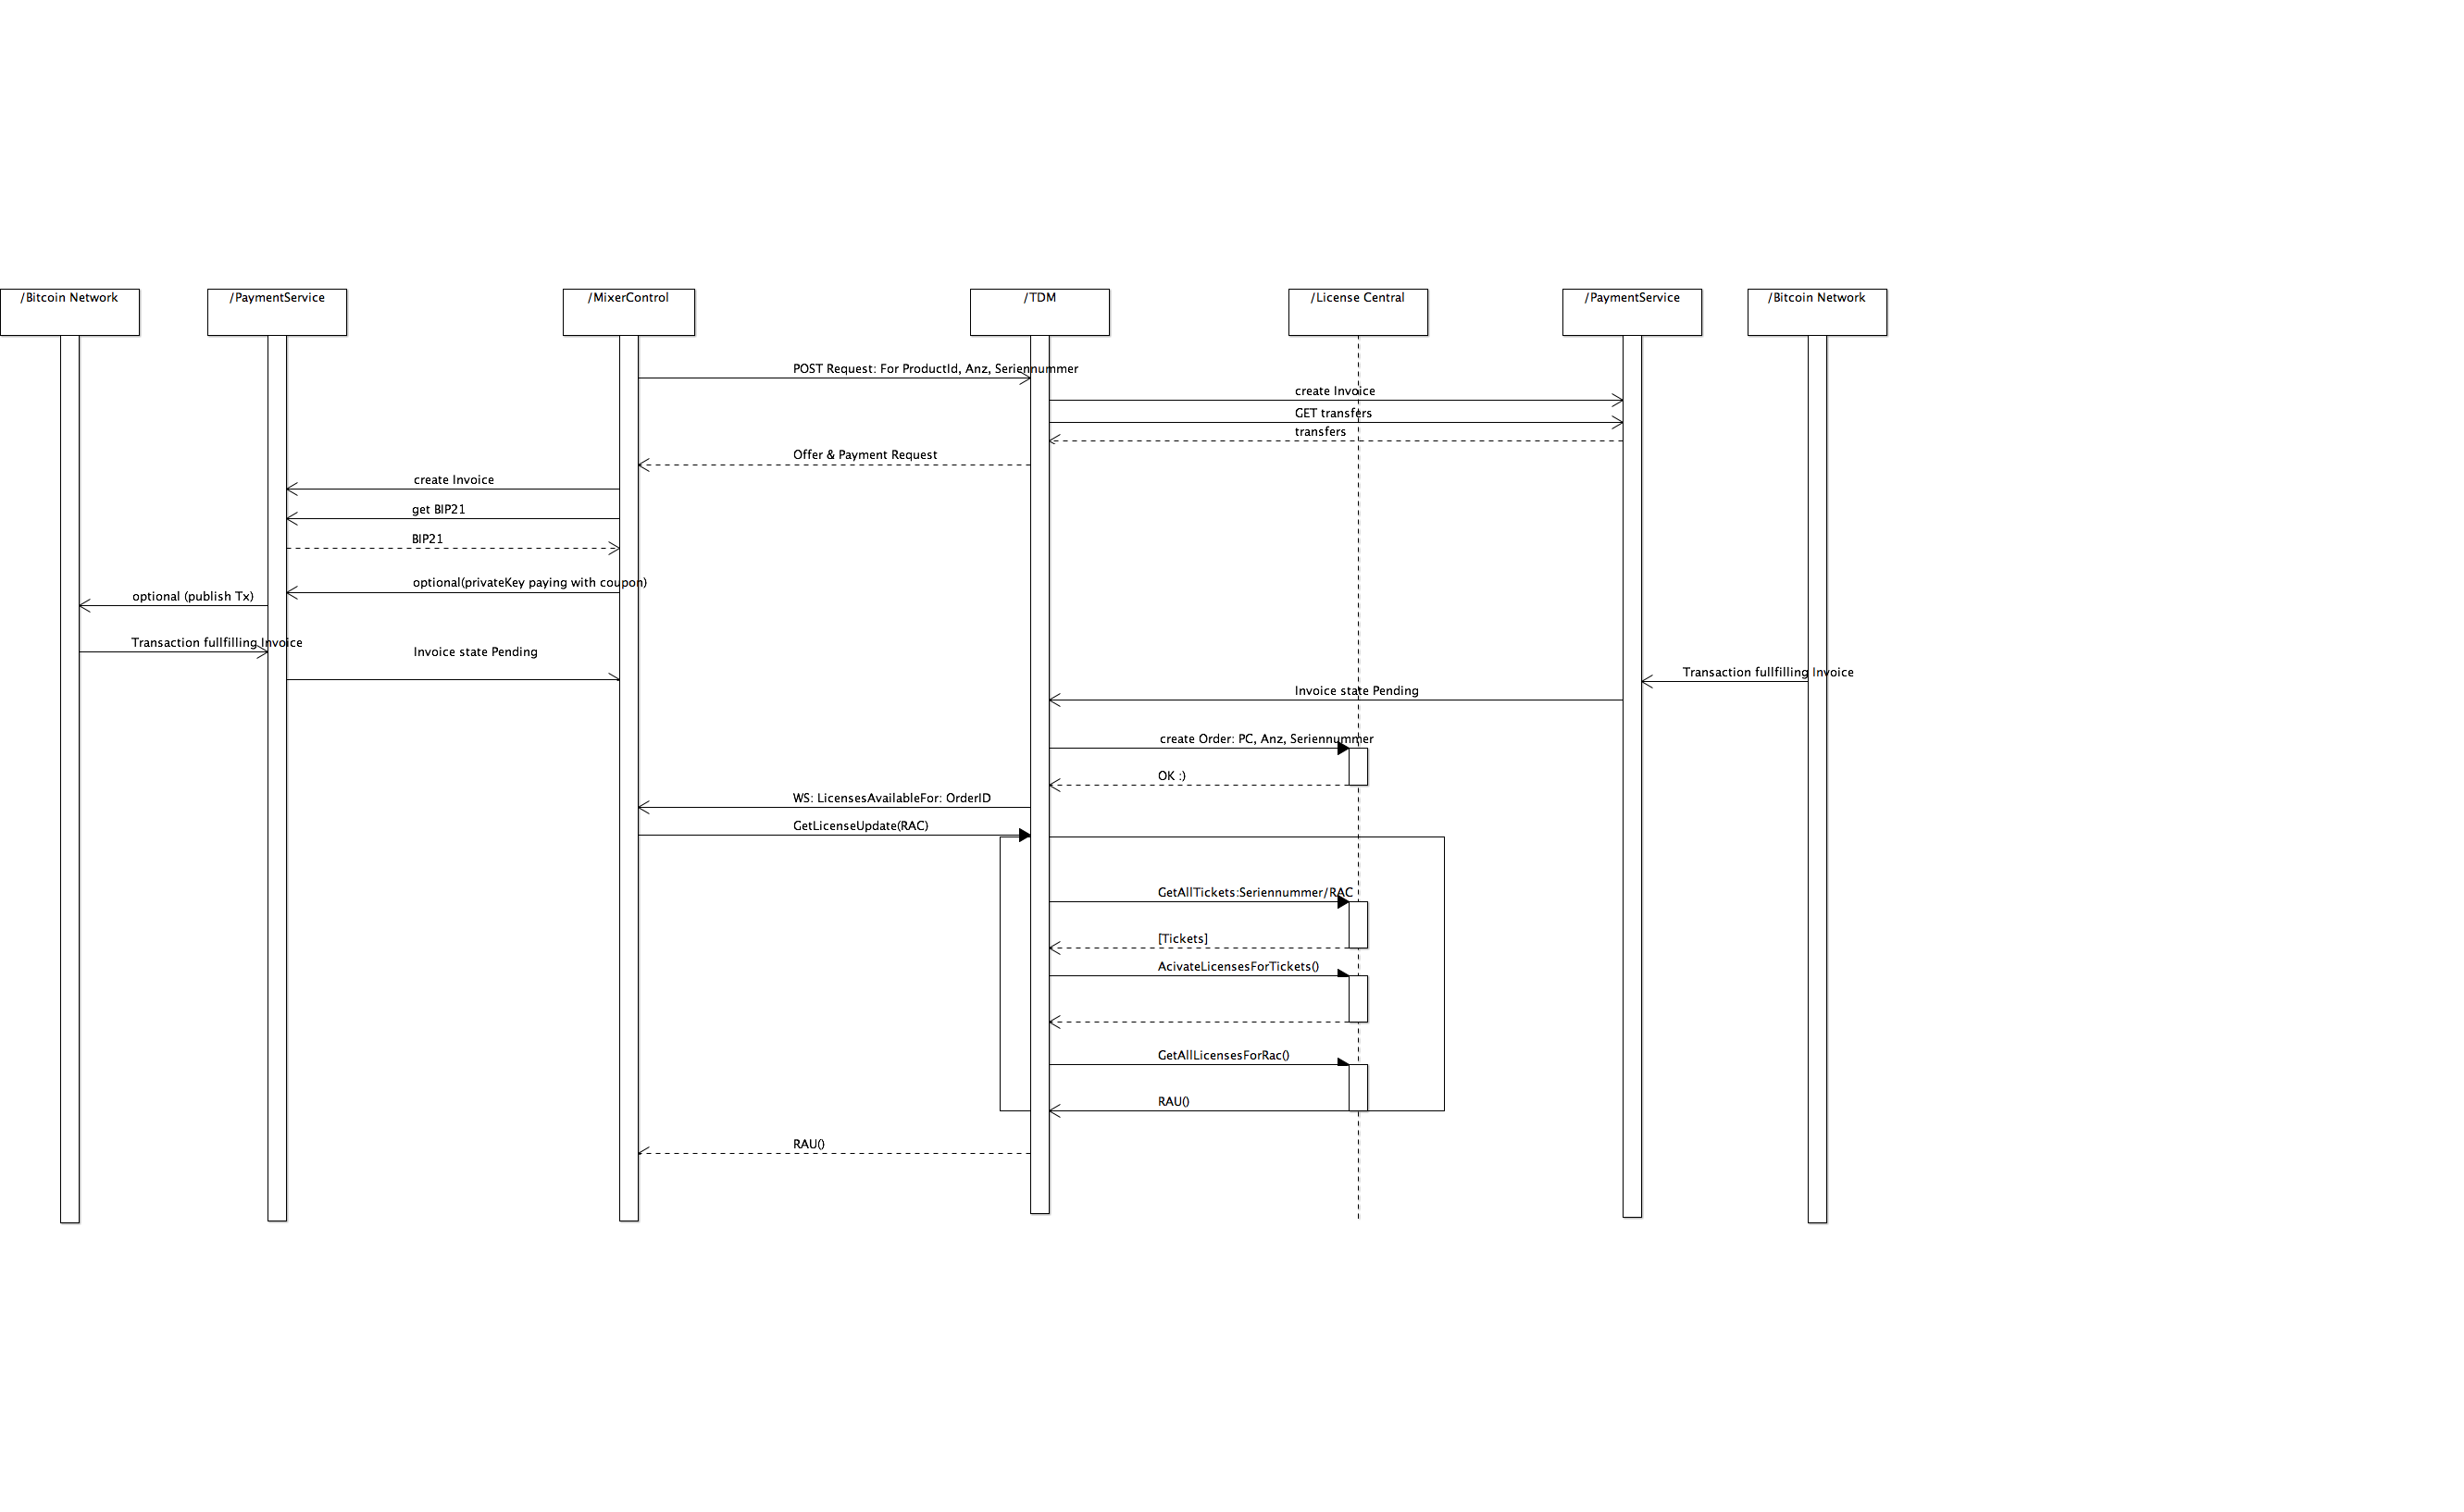 /Bitcoin Network
/PaymentService
/MixerControl
/TDM
/License Central
/PaymentService
/Bitcoin Network
POST Request: For ProductId, Anz, Seriennummer
create Invoice
GET transfers
transfers
Offer & Payment Request
create Invoice
get BIP21
BIP21
optional(privateKey paying with coupon)
optional (publish Tx)
Transaction fullfilling Invoice
Invoice state Pending
Transaction fullfilling Invoice
Invoice state Pending
create Order: PC, Anz, Seriennummer
OK :)
WS: LicensesAvailableFor: OrderID
GetLicenseUpdate(RAC)
GetAllTickets:Seriennummer/RAC
[Tickets]
AcivateLicensesForTickets()
GetAllLicensesForRac()
RAU()
RAU()